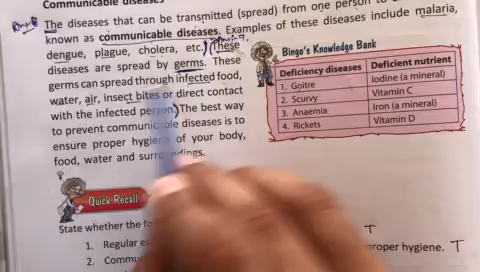 Communicable diseases
The diseases that can be transmitted (spread) from one person to
known as communicable diseases. Examples of these diseases include malaria,
dengue, plague, cholera, etc. (These
diseases are spread by germs. These
germs can spread through infected food,
water, air, insect bites or direct contact
with the infected person.) The best way
to prevent communicable diseases is to
ensure proper hygiene of your body,
food, water and surroundings.
Bingo's Knowledge Bank
Deficiency diseases Deficient nutrient
1. Goitre Iodine (a mineral)
2. Scurvy Vitamin C
3. Anaemia Iron (a mineral)
4. Rickets Vitamin D
Quick Recall
State whether the fo
T
1. Regular e proper hygiene. T
2. Commu